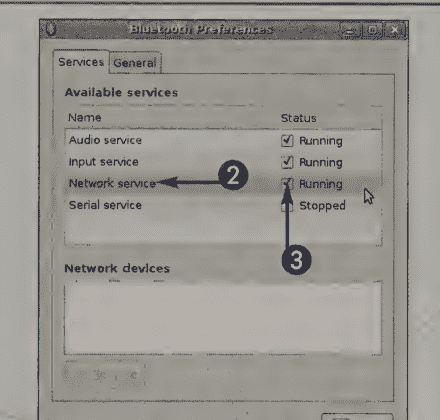 Bluetooth Preferences
Services General
Available services
Name Status
Audio service Running
Input service Running
Network service 2 Running
Serial service Stopped
3
Network devices